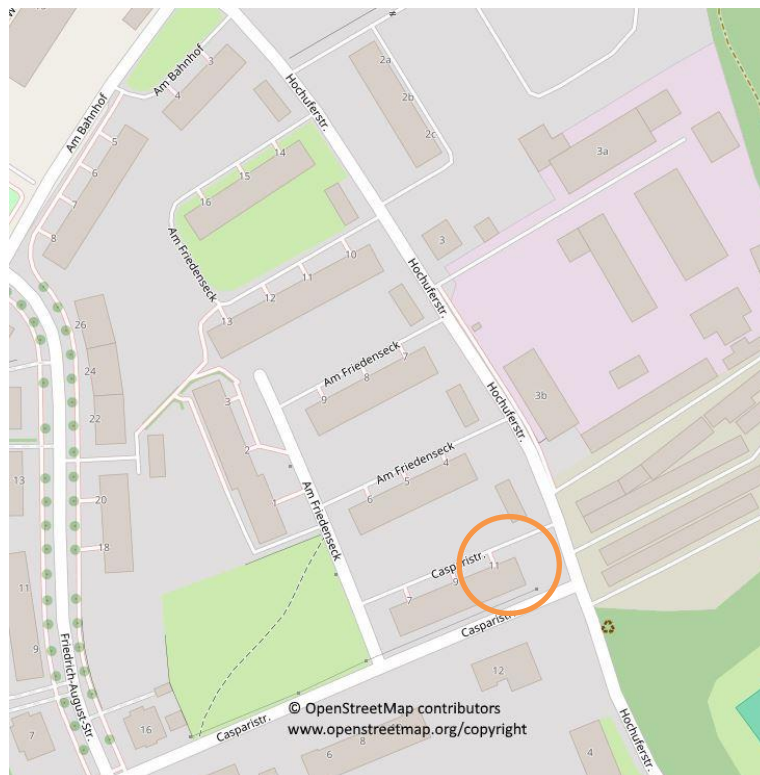 2a
3
Am Bahnhof
4
Hochuferstr.
2b
Am Bahnhof
5
2c
14
3a
6
15
7
16
8
Am Friedenseck
3
10
11
12
Hochuferstr.
13
26
Am Friedenseck
7
24
8
3b
9
Hochuferstr.
3
22
2
Am Friedenseck
4
5
13
20
6
1
Am Friedenseck
18
Casparistr.
11
9
11
7
Casparistr.
Friedrich-August-Str.
9
12
© OpenStreetMap contributors
Hochuferstr.
16
Casparistr.
www.openstreetmap.org/copyright
7
8
6
4